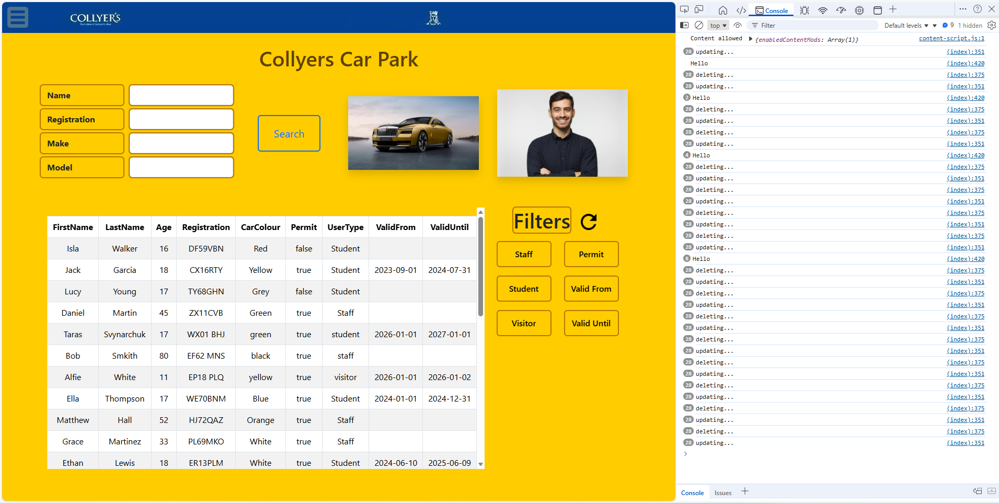 COLLYER'S
The College of Richard Collyer
Collyers Car Park
Name
Registration
Make
Model
Search
FirstName LastName Age Registration CarColour Permit UserType ValidFrom ValidUntil
Isla Walker 16 DF59VBN Red false Student
Jack Garcia 18 CX16RTY Yellow true Student 2023-09-01 2024-07-31
Lucy Young 17 TY68GHN Grey false Student
Daniel Martin 45 ZX11CVB Green true Staff
Taras Svynarchuk 17 WX01 BHJ green true student 2026-01-01 2027-01-01
Bob Smkith 80 EF62 MNS black true staff
Alfie White 11 EP18 PLQ yellow true visitor 2026-01-01 2026-01-02
Ella Thompson 17 WE70BNM Blue true Student 2024-01-01 2024-12-31
Matthew Hall 52 HJ72QAZ Orange true Staff
Grace Martinez 33 PL69MKO White true Staff
Ethan Lewis 18 ER13PLM White true Student 2024-06-10 2025-06-09
Filters
Staff Permit
Student Valid From
Visitor Valid Until
Console
top Filter Default levels 9 1 hidden
Content allowed {enabledContentMods: Array(1)} content-script.js:1
28 updating... (index):351
Hello (index):420
28 deleting... (index):375
28 updating... (index):351
2 Hello (index):420
28 deleting... (index):375
28 updating... (index):351
28 deleting... (index):375
28 updating... (index):351
4 Hello (index):420
28 deleting... (index):375
28 updating... (index):351
28 deleting... (index):375
28 updating... (index):351
28 deleting... (index):375
28 updating... (index):351
28 deleting... (index):375
28 updating... (index):351
8 Hello (index):420
28 deleting... (index):375
28 updating... (index):351
28 deleting... (index):375
28 updating... (index):351
28 deleting... (index):375
28 updating... (index):351
28 deleting... (index):375
28 updating... (index):351
28 deleting... (index):375
28 updating... (index):351
28 deleting... (index):375
28 updating... (index):351
28 deleting... (index):375
28 updating... (index):351
28 deleting... (index):375
28 updating... (index):351
Console Issues